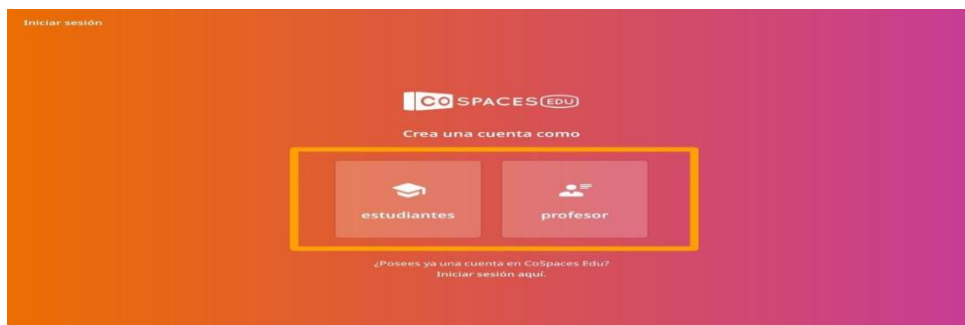 Iniciar sesión
CO SPACES EDU
Crea una cuenta como
estudiantes
profesor
¿Posees ya una cuenta en CoSpaces Edu?
Iniciar sesión aquí.